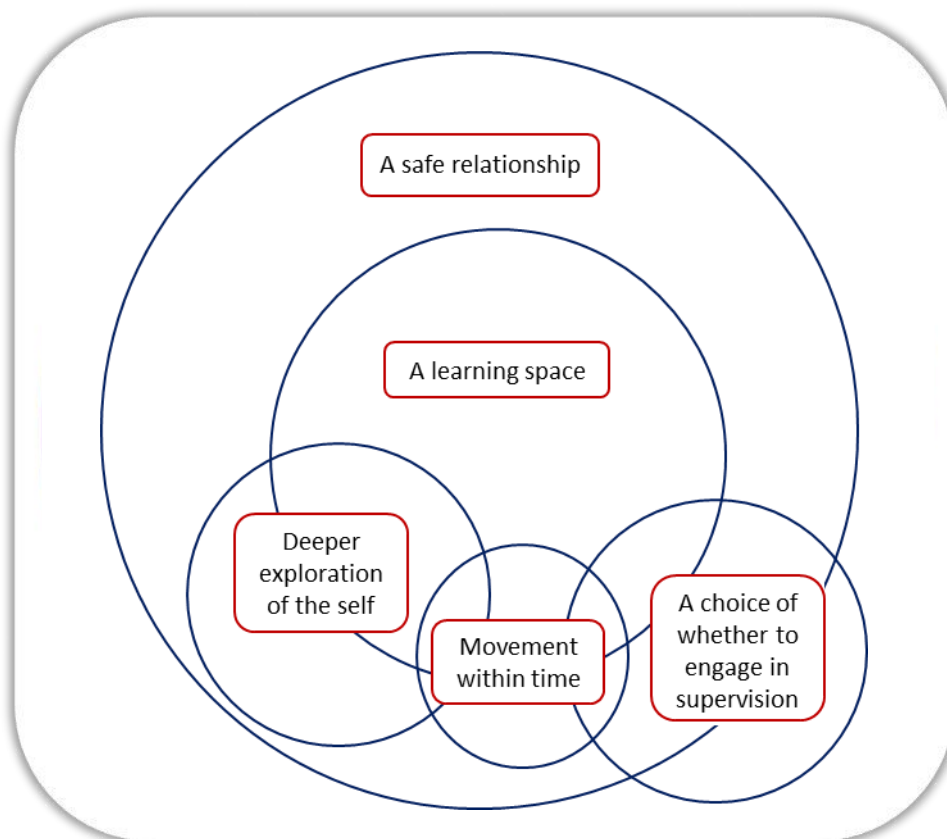 A safe relationship
A learning space
Deeper
exploration
of the self
Movement
within time
A choice of
whether to
engage in
supervision